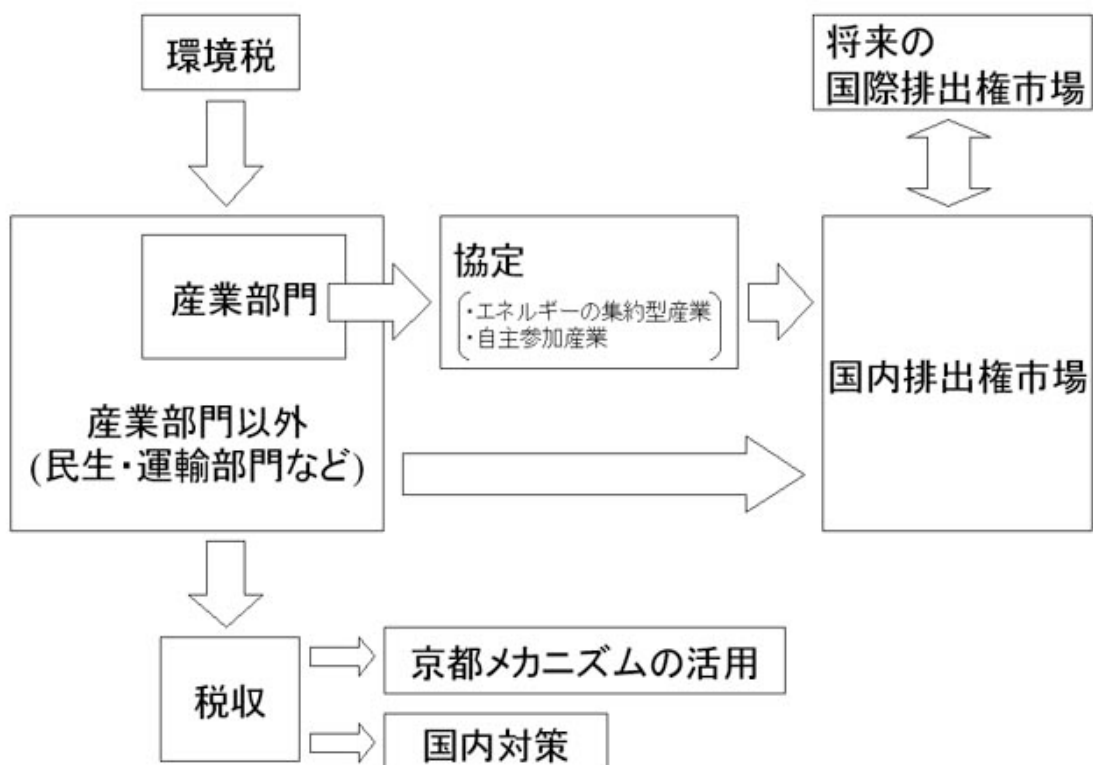 環境税
将来の
国際排出権市場
産業部門
協定
・エネルギーの集約型産業
・自主参加産業
国内排出権市場
産業部門以外
(民生・運輸部門など)
税収
京都メカニズムの活用
国内対策